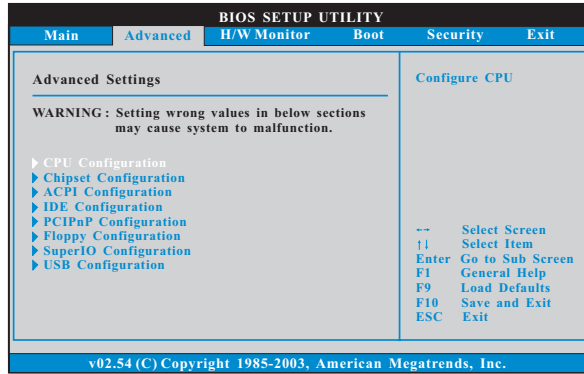 BIOS SETUP UTILITY
Main Advanced H/W Monitor Boot Security Exit
Advanced Settings
WARNING : Setting wrong values in below sections
may cause system to malfunction.
CPU Configuration
Chipset Configuration
ACPI Configuration
IDE Configuration
PCIPnP Configuration
Floppy Configuration
SuperIO Configuration
USB Configuration
Configure CPU
←→ Select Screen
↑↓ Select Item
Enter Go to Sub Screen
F1 General Help
F9 Load Defaults
F10 Save and Exit
ESC Exit
v02.54 (C) Copyright 1985-2003, American Megatrends, Inc.